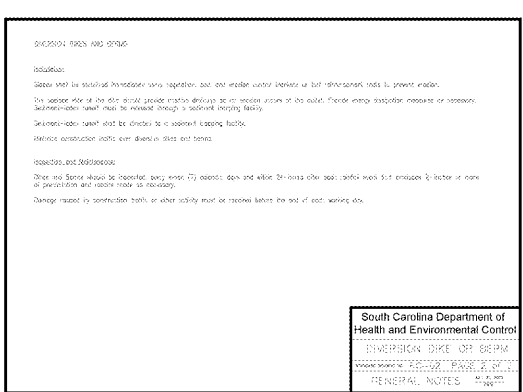 DIVERSION DIKES AND BERMS
Installation:
Slopes shall be stabilized immediately using vegetation, sod, and erosion control blankets or turf reinforcement mats to prevent erosion.
The upslope side of the dike should provide positive drainage so no erosion occurs at the outlet. Provide energy dissipation measures as necessary.
Sediment-laden runoff must be released through a sediment trapping facility.
Sediment-laden runoff shall be directed to a sediment trapping facility.
Minimize construction traffic over diversion dikes and berms.
Inspection and Maintenance:
Dikes and Berms should be inspected every seven (7) calendar days and within 24-hours after each rainfall event that produces ½-inches or more
of precipitation and repairs made as necessary.
Damage caused by construction traffic or other activity must be repaired before the end of each working day.
South Carolina Department of
Health and Environmental Control
DIVERSION DIKE OR BERM
RC-02 PAGE 2 of
GENERAL NOTES